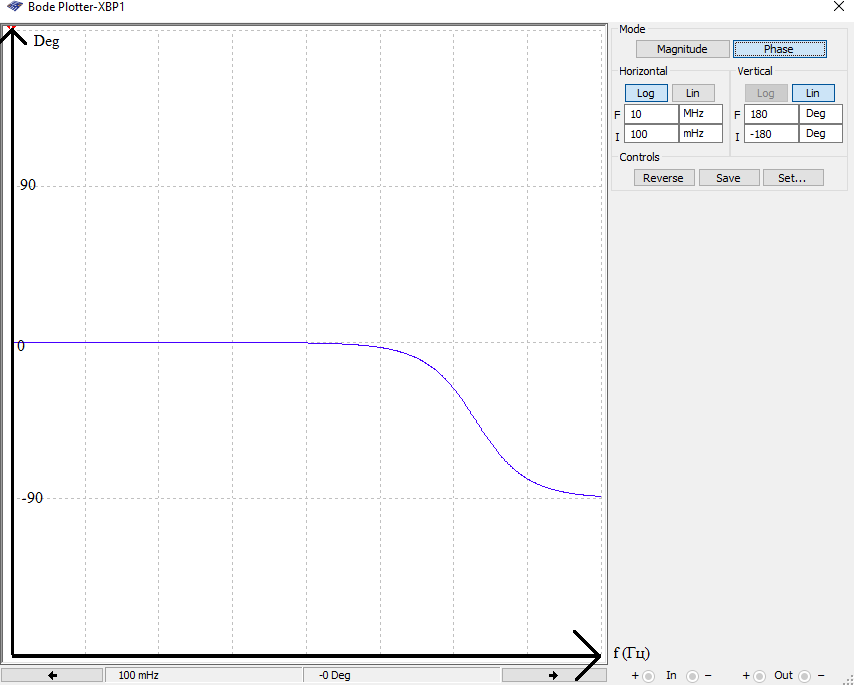 Bode Plotter-XBP1
Deg
90
0
-90
f (Гц)
Mode
Magnitude Phase
Horizontal Vertical
Log Lin Log Lin
F 10 MHz F 180 Deg
I 100 mHz I -180 Deg
Controls
Reverse Save Set...
100 mHz -0 Deg
+ In − + Out −